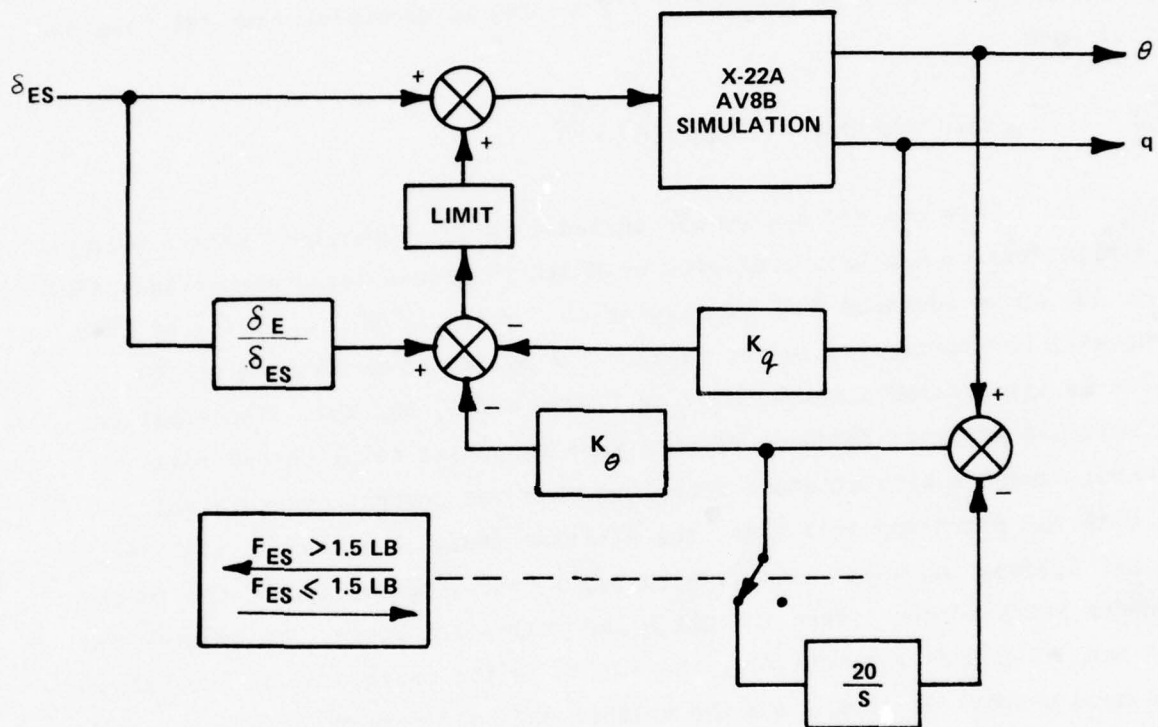 δES
+
+
X-22A
AV8B
SIMULATION
θ
q
LIMIT
δE
δES
+
−
−
Kq
Kθ
+
−
FES > 1.5 LB
FES ≤ 1.5 LB
20
S